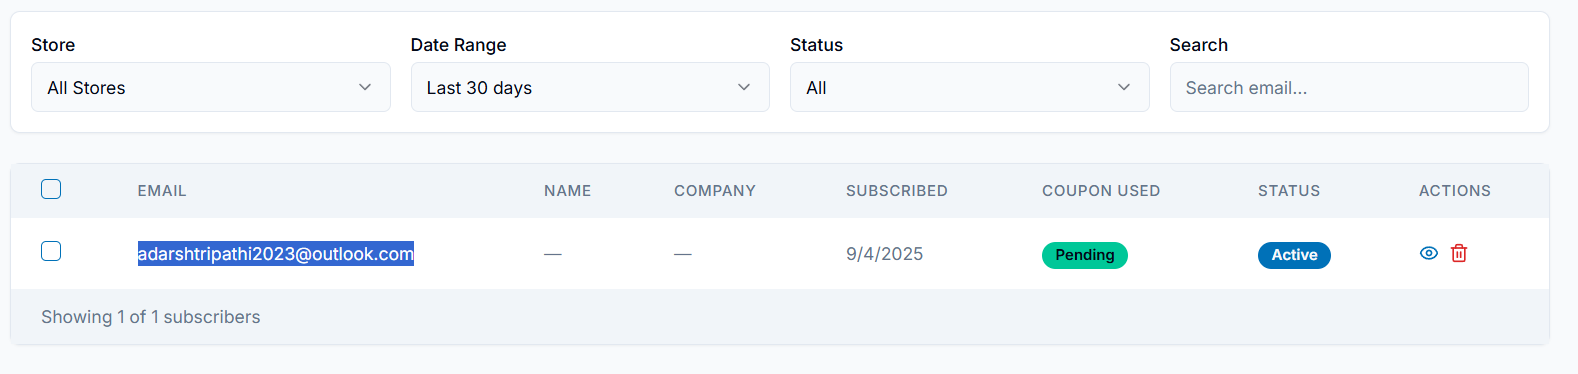 Store Date Range Status Search
All Stores Last 30 days All Search email...
EMAIL NAME COMPANY SUBSCRIBED COUPON USED STATUS ACTIONS
adarshtripathi2023@outlook.com — — 9/4/2025 Pending Active
Showing 1 of 1 subscribers